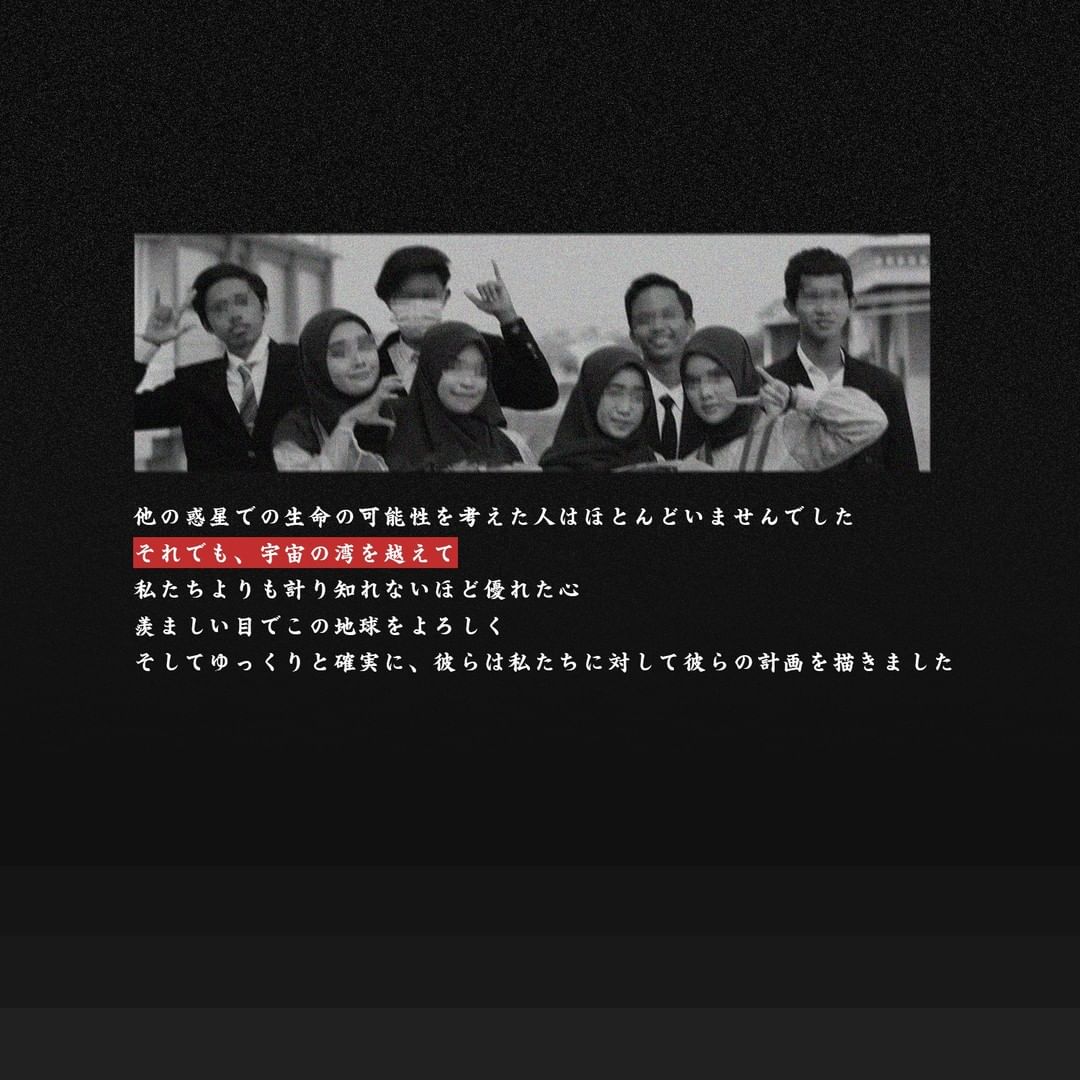 他の惑星での生命の可能性を考えた人はほとんどいませんでした
それでも、宇宙の湾を越えて
私たちよりも計り知れないほど優れた心
羨ましい目でこの地球をよろしく
そしてゆっくりと確実に、彼らは私たちに対して彼らの計画を描きました